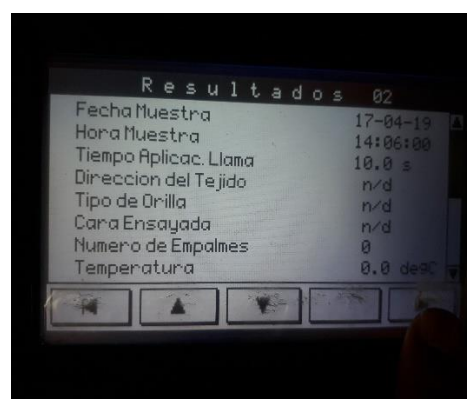 Resultados 02
Fecha Muestra 17-04-19
Hora Muestra 14:06:00
Tiempo Aplicac. Llama 10.0 s
Direccion del Tejido n/d
Tipo de Orilla n/d
Cara Ensayada n/d
Numero de Empalmes 0
Temperatura 0.0 degC